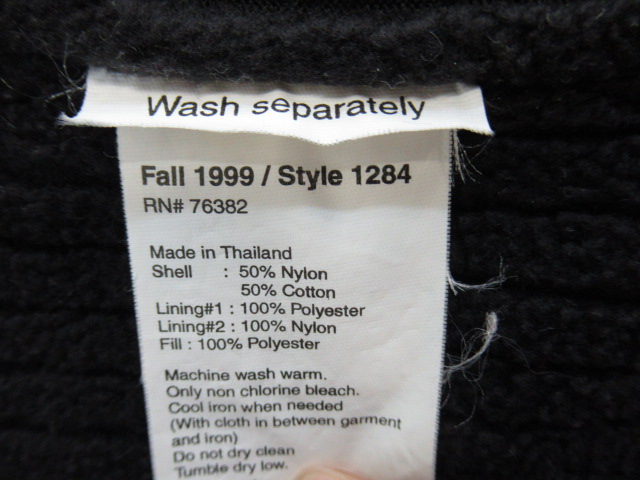 Wash separately
Fall 1999 / Style 1284
RN# 76382
Made in Thailand
Shell : 50% Nylon
50% Cotton
Lining#1 : 100% Polyester
Lining#2 : 100% Nylon
Fill : 100% Polyester
Machine wash warm.
Only non chlorine bleach.
Cool iron when needed
(With cloth in between garment
and iron)
Do not dry clean
Tumble dry low.